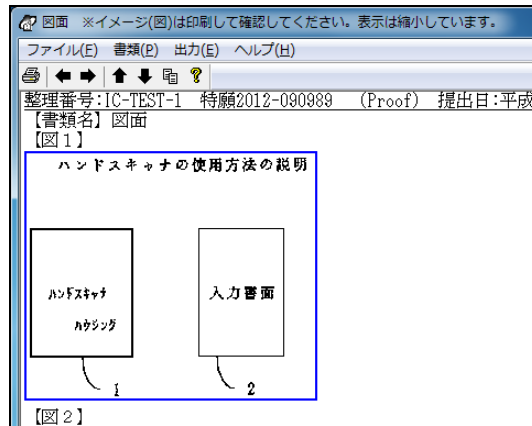 図面 ※イメージ(図)は印刷して確認してください。表示は縮小しています。
ファイル(F) 書類(P) 出力(E) ヘルプ(H)
整理番号:IC-TEST-1 特願2012-090989 (Proof) 提出日:平成
【書類名】図面
【図1】
ハンドスキャナの使用方法の説明
ハンドスキャナ
ハウジング
入力書面
1
2
【図2】